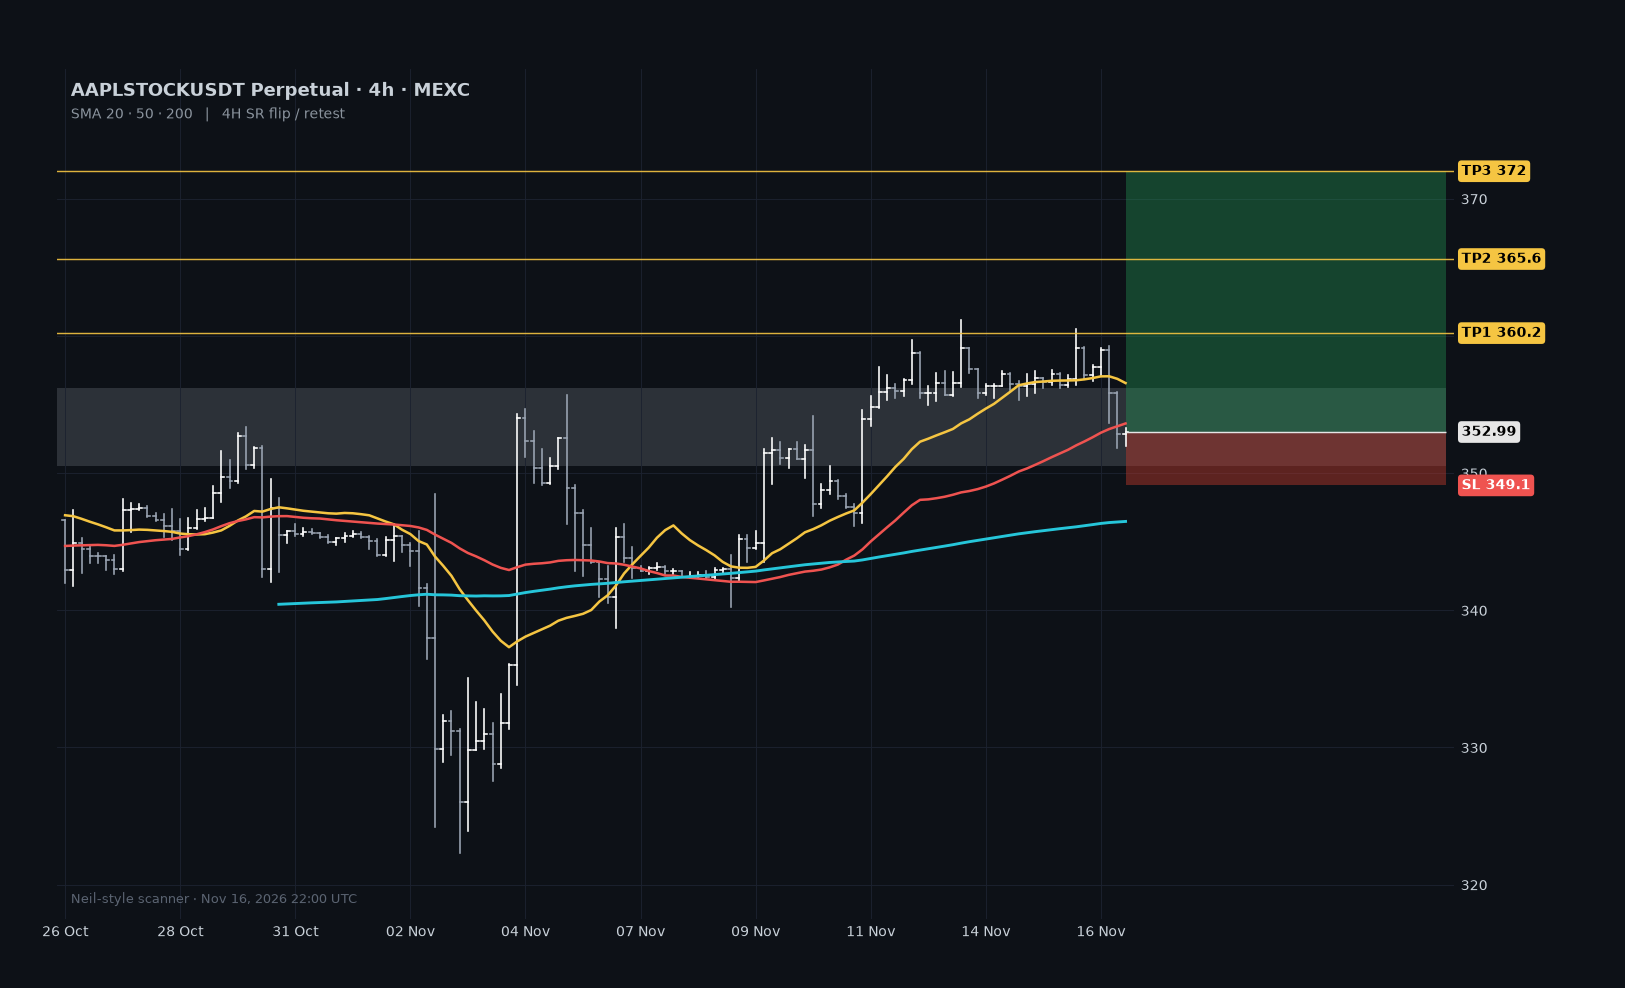 AAPLSTOCKUSDT Perpetual · 4h · MEXC
SMA 20 · 50 · 200 | 4H SR flip / retest
TP3 372
370
TP2 365.6
TP1 360.2
352.99
350
SL 349.1
340
330
320
Neil-style scanner · Nov 16, 2026 22:00 UTC
26 Oct 28 Oct 31 Oct 02 Nov 04 Nov 07 Nov 09 Nov 11 Nov 14 Nov 16 Nov